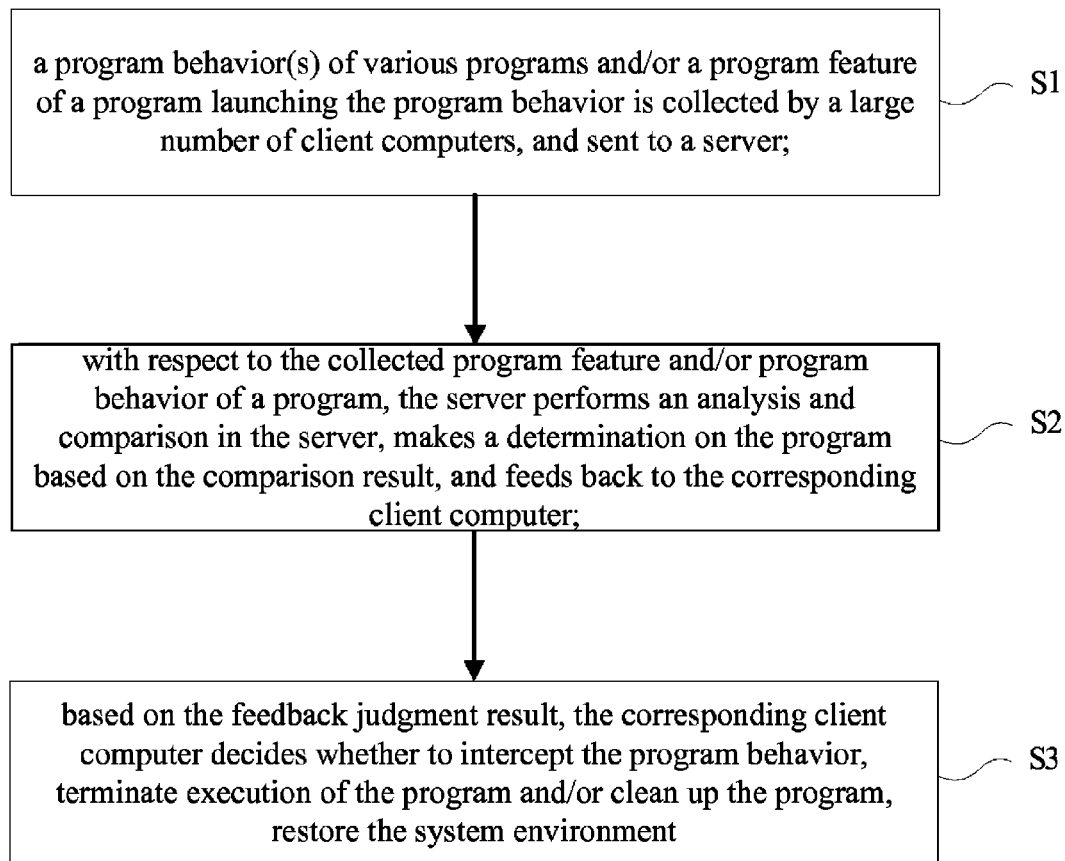 a program behavior(s) of various programs and/or a program feature
of a program launching the program behavior is collected by a large
number of client computers, and sent to a server;
S1
with respect to the collected program feature and/or program
behavior of a program, the server performs an analysis and
comparison in the server, makes a determination on the program
based on the comparison result, and feeds back to the corresponding
client computer;
S2
based on the feedback judgment result, the corresponding client
computer decides whether to intercept the program behavior,
terminate execution of the program and/or clean up the program,
restore the system environment
S3